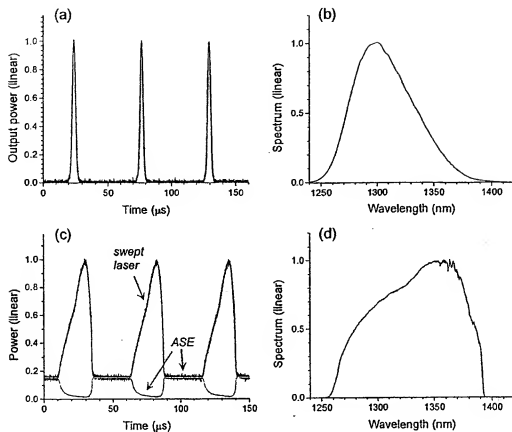 (a)
Output power (linear)
1.0
0.8
0.6
0.4
0.2
0.0
0
50
100
150
Time (µs)
(b)
Spectrum (linear)
1.0
0.5
0.0
1250
1300
1350
1400
Wavelength (nm)
(c)
Power (linear)
1.0
0.8
0.6
0.4
0.2
0.0
swept
laser
ASE
0
50
100
150
Time (µs)
(d)
Spectrum (linear)
1.0
0.5
0.0
1250
1300
1350
1400
Wavelength (nm)